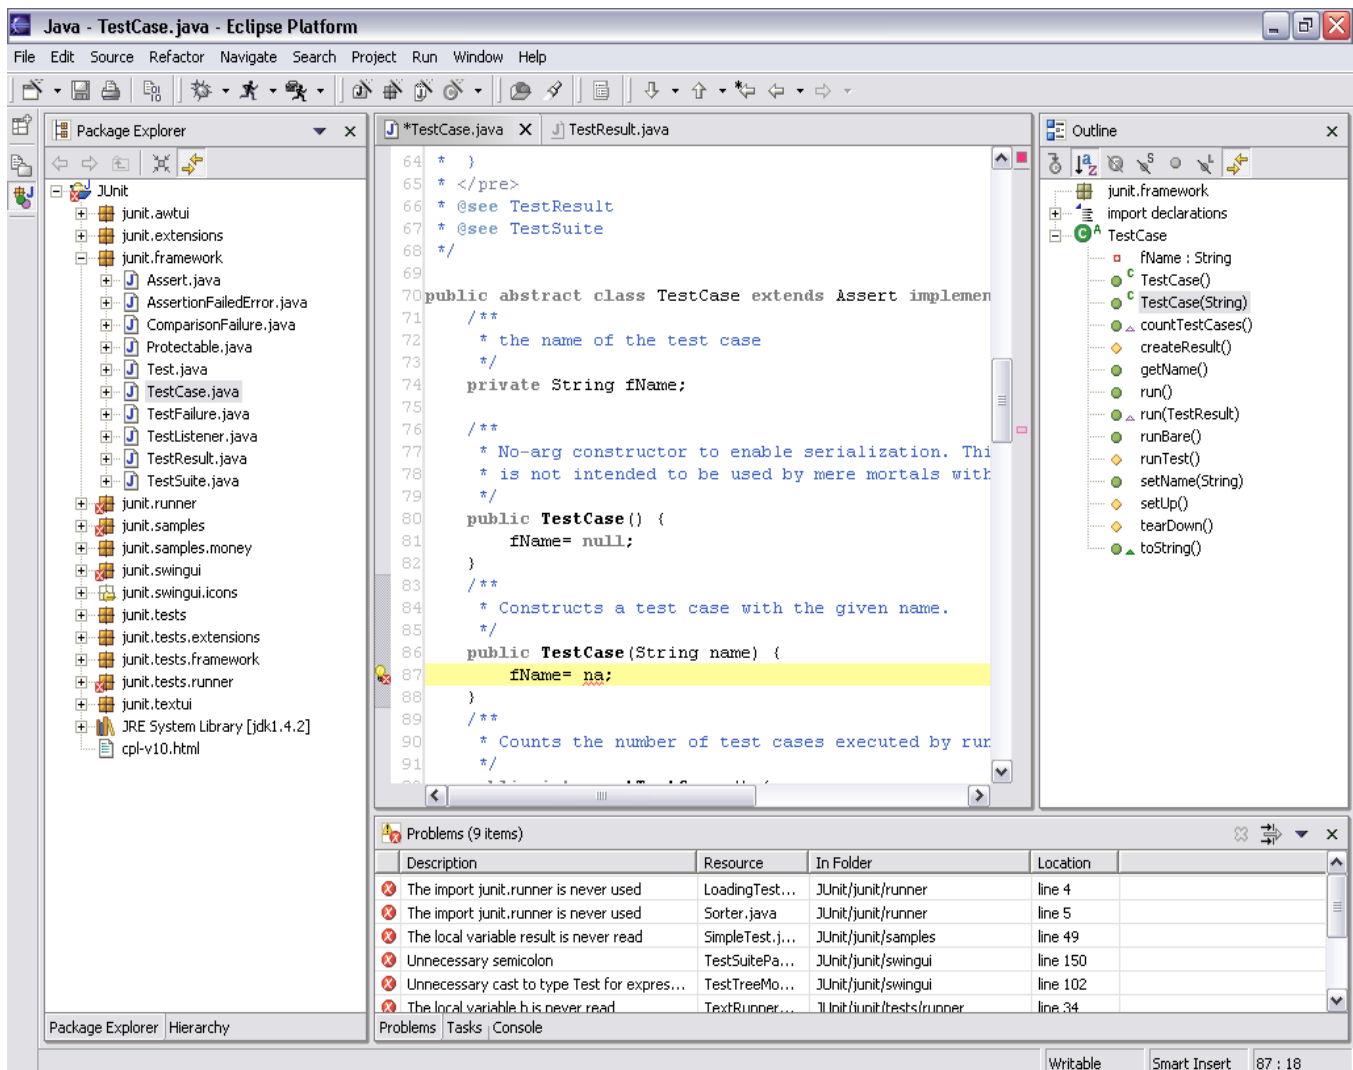 Java - TestCase.java - Eclipse Platform
File Edit Source Refactor Navigate Search Project Run Window Help
Package Explorer
JUnit
junit.awtui
junit.extensions
junit.framework
Assert.java
AssertionFailedError.java
ComparisonFailure.java
Protectable.java
Test.java
TestCase.java
TestFailure.java
TestListener.java
TestResult.java
TestSuite.java
junit.runner
junit.samples
junit.samples.money
junit.swingui
junit.swingui.icons
junit.tests
junit.tests.extensions
junit.tests.framework
junit.tests.runner
junit.textui
JRE System Library [jdk1.4.2]
cpl-v10.html
Package Explorer Hierarchy
*TestCase.java TestResult.java
64 * }
65 * </pre>
66 * @see TestResult
67 * @see TestSuite
68 */
69
70 public abstract class TestCase extends Assert implemen
71 /**
72 * the name of the test case
73 */
74 private String fName;
75
76 /**
77 * No-arg constructor to enable serialization. Thi
78 * is not intended to be used by mere mortals with
79 */
80 public TestCase() {
81 fName= null;
82 }
83 /**
84 * Constructs a test case with the given name.
85 */
86 public TestCase(String name) {
87 fName= na;
88 }
89 /**
90 * Counts the number of test cases executed by run
91 */
Outline
junit.framework
import declarations
TestCase
fName : String
TestCase()
TestCase(String)
countTestCases()
createResult()
getName()
run()
run(TestResult)
runBare()
runTest()
setName(String)
setUp()
tearDown()
toString()
Problems (9 items)
Description Resource In Folder Location
The import junit.runner is never used LoadingTest... JUnit/junit/runner line 4
The import junit.runner is never used Sorter.java JUnit/junit/runner line 5
The local variable result is never read SimpleTest.j... JUnit/junit/samples line 49
Unnecessary semicolon TestSuitePa... JUnit/junit/swingui line 150
Unnecessary cast to type Test for expres... TestTreeMo... JUnit/junit/swingui line 102
The local variable h is never read TextRunner... JUnit/junit/tests/runner line 34
Problems Tasks Console
Writable Smart Insert 87 : 18